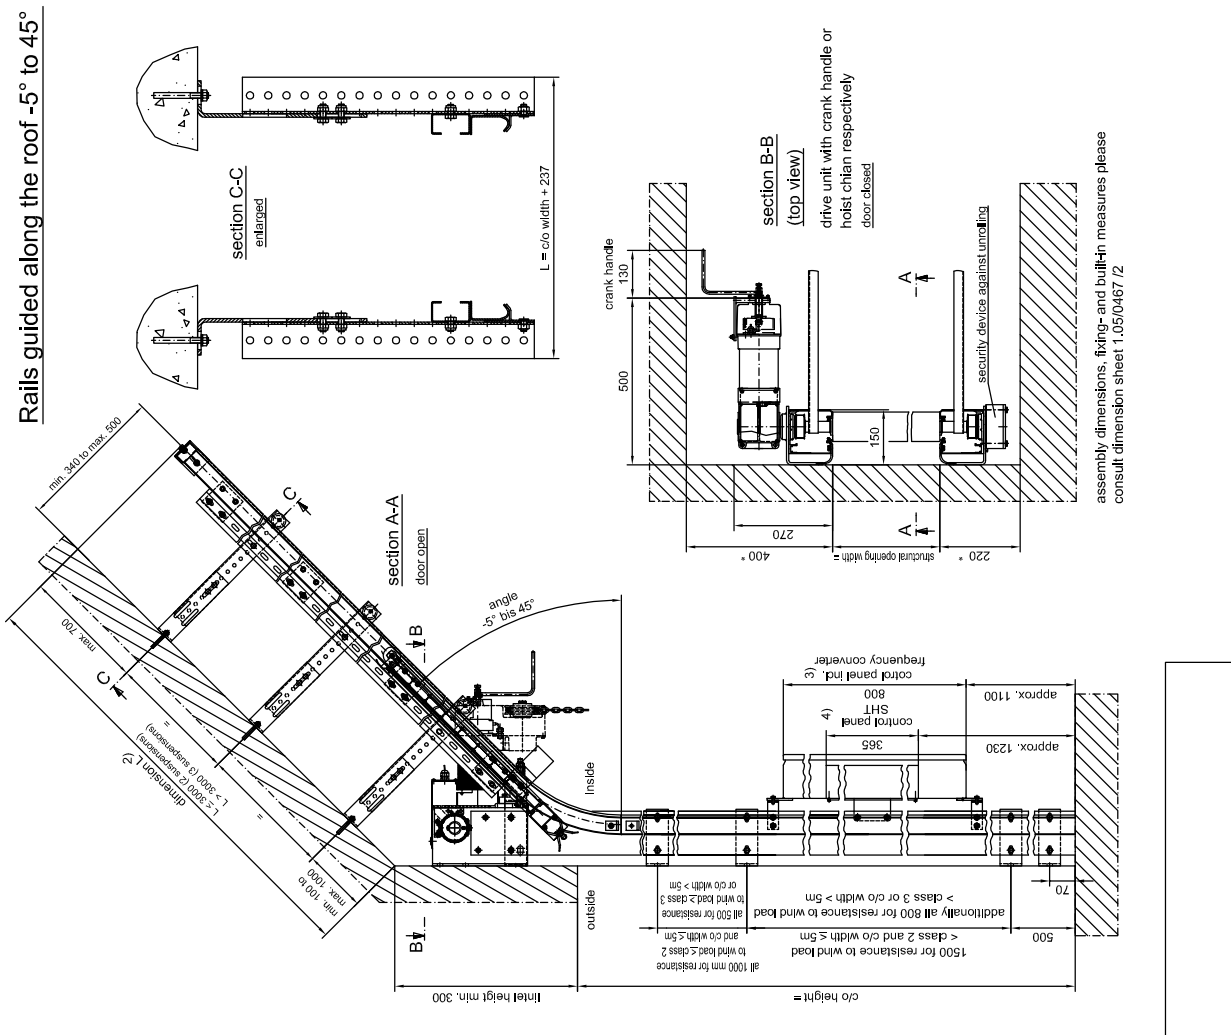 Rails guided along the roof -5° to 45°
section C-C
enlarged
L = c/o width + 237
min. 340 to max. 500
C
C
max. 700
dimension L 2)
L ≤ 3000 (2 suspensions)
L > 3000 (3 suspensions)
=
=
min. 100 to
max. 1000
section A-A
door open
angle
-5° bis 45°
B
B
Inside
outside
lintel heigt min. 300
c/o height =
all 1000 mm for resistance
to wind load ≤ class 2
and c/o width ≤ 5m
all 500 for resistance
to wind load ≥ class 3
or c/o width > 5m
1500 for resistance to wind load
< class 2 and c/o width ≤ 5m
additionally all 800 for resistance to wind load
> class 3 or c/o width > 5m
500
70
3)
cotrol panel incl.
frequency converter
800
approx. 1100
4)
control panel
SHT
365
approx. 1230
section B-B
(top view)
drive unit with crank handle or
hoist chian respectively
door closed
crank handle
130
500
150
270
400 *
structural opening width =
220 *
A
A
security device against unrolling
assembly dimensions, fixing- and built-in measures please
consult dimension sheet 1.05/0467 /2